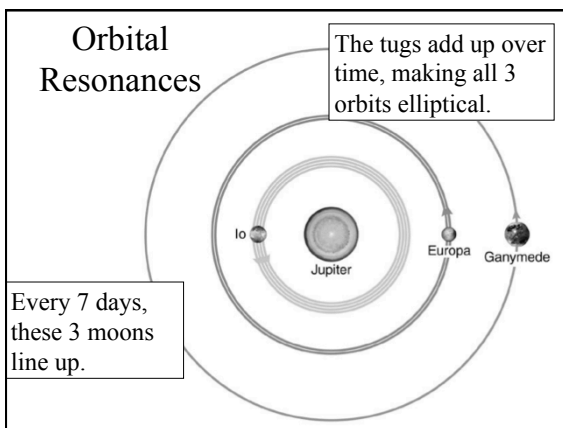 Orbital
Resonances
The tugs add up over
time, making all 3
orbits elliptical.
Io
Jupiter
Europa
Ganymede
Every 7 days,
these 3 moons
line up.